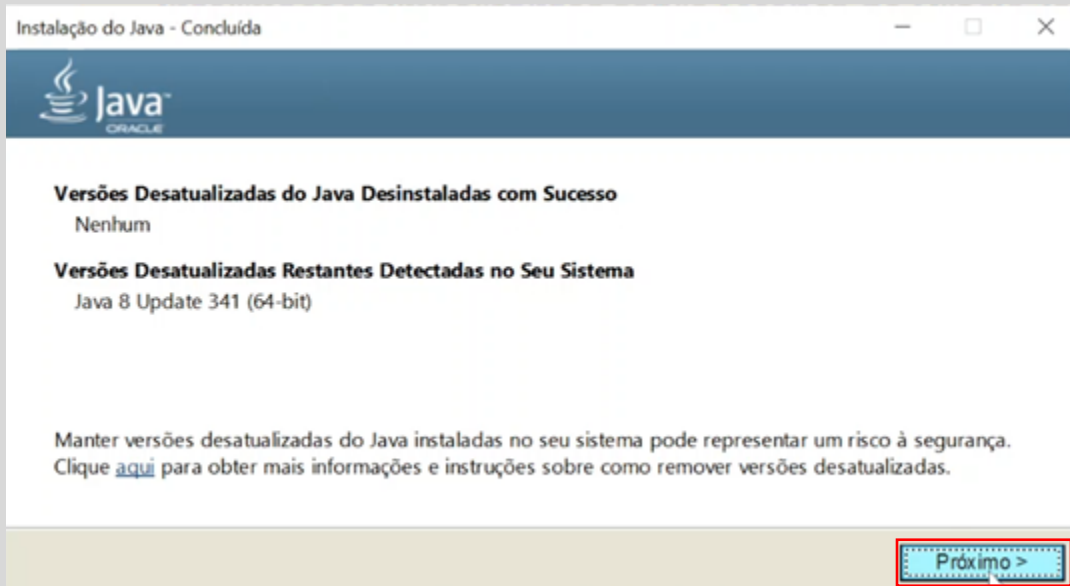 Instalação do Java - Concluída
Java™
ORACLE
Versões Desatualizadas do Java Desinstaladas com Sucesso
Nenhum
Versões Desatualizadas Restantes Detectadas no Seu Sistema
Java 8 Update 341 (64-bit)
Manter versões desatualizadas do Java instaladas no seu sistema pode representar um risco à segurança.
Clique aqui para obter mais informações e instruções sobre como remover versões desatualizadas.
Próximo >